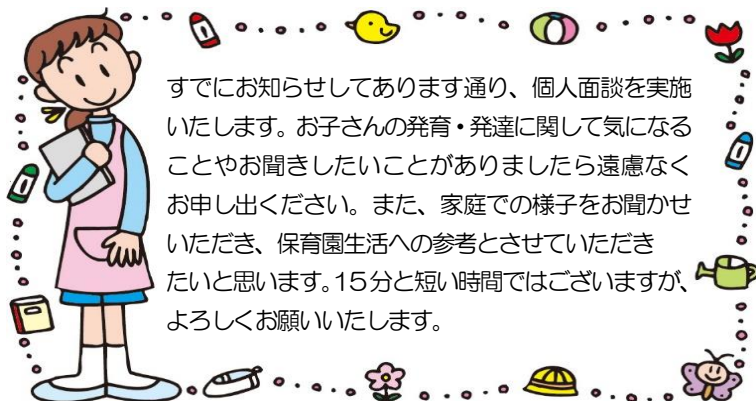 すでにお知らせしてあります通り、個人面談を実施
いたします。お子さんの発育・発達に関して気になる
ことやお聞きしたいことがありましたら遠慮なく
お申し出ください。また、家庭での様子をお聞かせ
いただき、保育園生活への参考とさせていただき
たいと思います。15分と短い時間ではございますが、
よろしくお願いいたします。